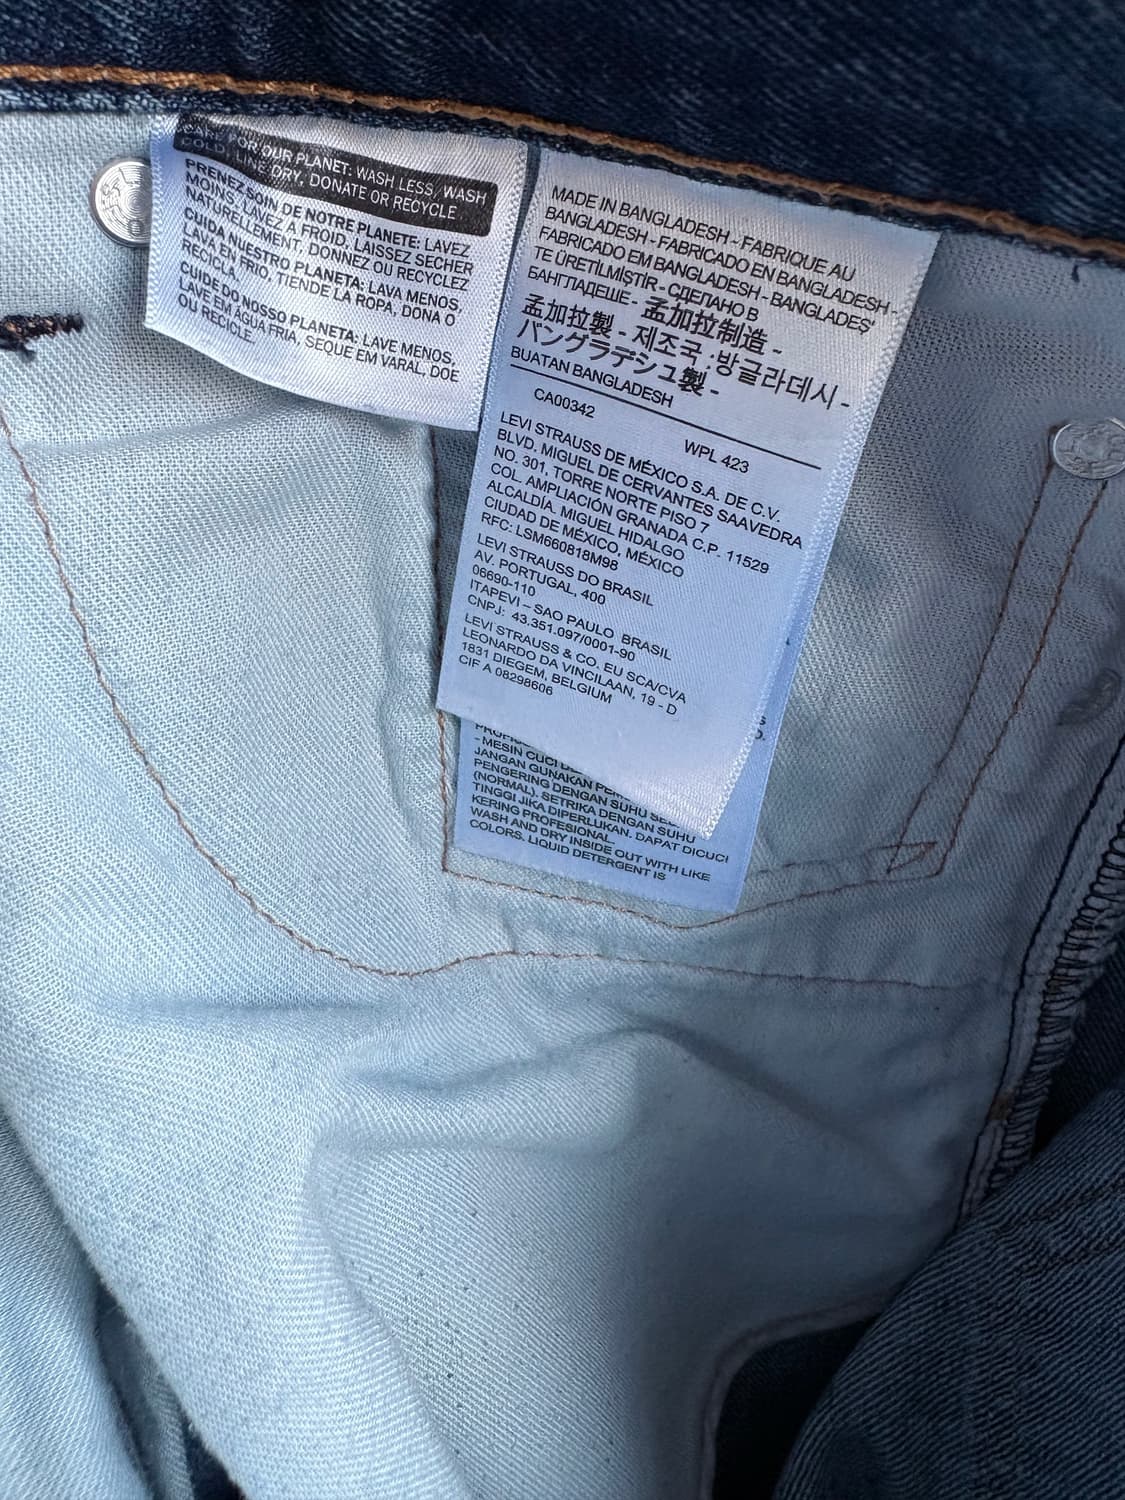 FOR OUR PLANET: WASH LESS, WASH
COLD, LINE DRY, DONATE OR RECYCLE
PRENEZ SOIN DE NOTRE PLANETE: LAVEZ
MOINS, LAVEZ À FROID. LAISSEZ SECHER
NATURELLEMENT. DONNEZ OU RECYCLEZ
CUIDA NUESTRO PLANETA: LAVA MENOS,
LAVA EN FRIO, TIENDE LA ROPA, DONA O
RECICLA.
CUIDE DO NOSSO PLANETA: LAVE MENOS,
LAVE EM ÁGUA FRIA, SEQUE EM VARAL, DOE
OU RECICLE.
MADE IN BANGLADESH - FABRIQUE AU
BANGLADESH - FABRICADO EN BANGLADESH -
FABRICADO EM BANGLADESH - BANGLADEŞ'
TE ÜRETİLMİŞTİR - СДЕЛАНО В
БАНГЛАДЕШЕ - 孟加拉制造 -
孟加拉製 - 제조국 :방글라데시 -
バングラデシュ製 -
BUATAN BANGLADESH
CA00342 WPL 423
LEVI STRAUSS DE MÉXICO S.A. DE C.V.
BLVD. MIGUEL DE CERVANTES SAAVEDRA
NO. 301, TORRE NORTE PISO 7
COL. AMPLIACIÓN GRANADA C.P. 11529
ALCALDÍA. MIGUEL HIDALGO
CIUDAD DE MÉXICO, MÉXICO
RFC: LSM660818M98
LEVI STRAUSS DO BRASIL
AV. PORTUGAL, 400
06690-110
ITAPEVI – SAO PAULO BRASIL
CNPJ: 43.351.097/0001-90
LEVI STRAUSS & CO. EU SCA/CVA
LEONARDO DA VINCILAAN, 19 - D
1831 DIEGEM, BELGIUM
CIF A 08298606
- MESIN CUCI
JANGAN GUNAKAN
PENGERING DENGAN SUHU
(NORMAL). SETRIKA DENGAN SUHU
TINGGI JIKA DIPERLUKAN. DAPAT DICUCI
KERING PROFESIONAL.
WASH AND DRY INSIDE OUT WITH LIKE
COLORS. LIQUID DETERGENT IS